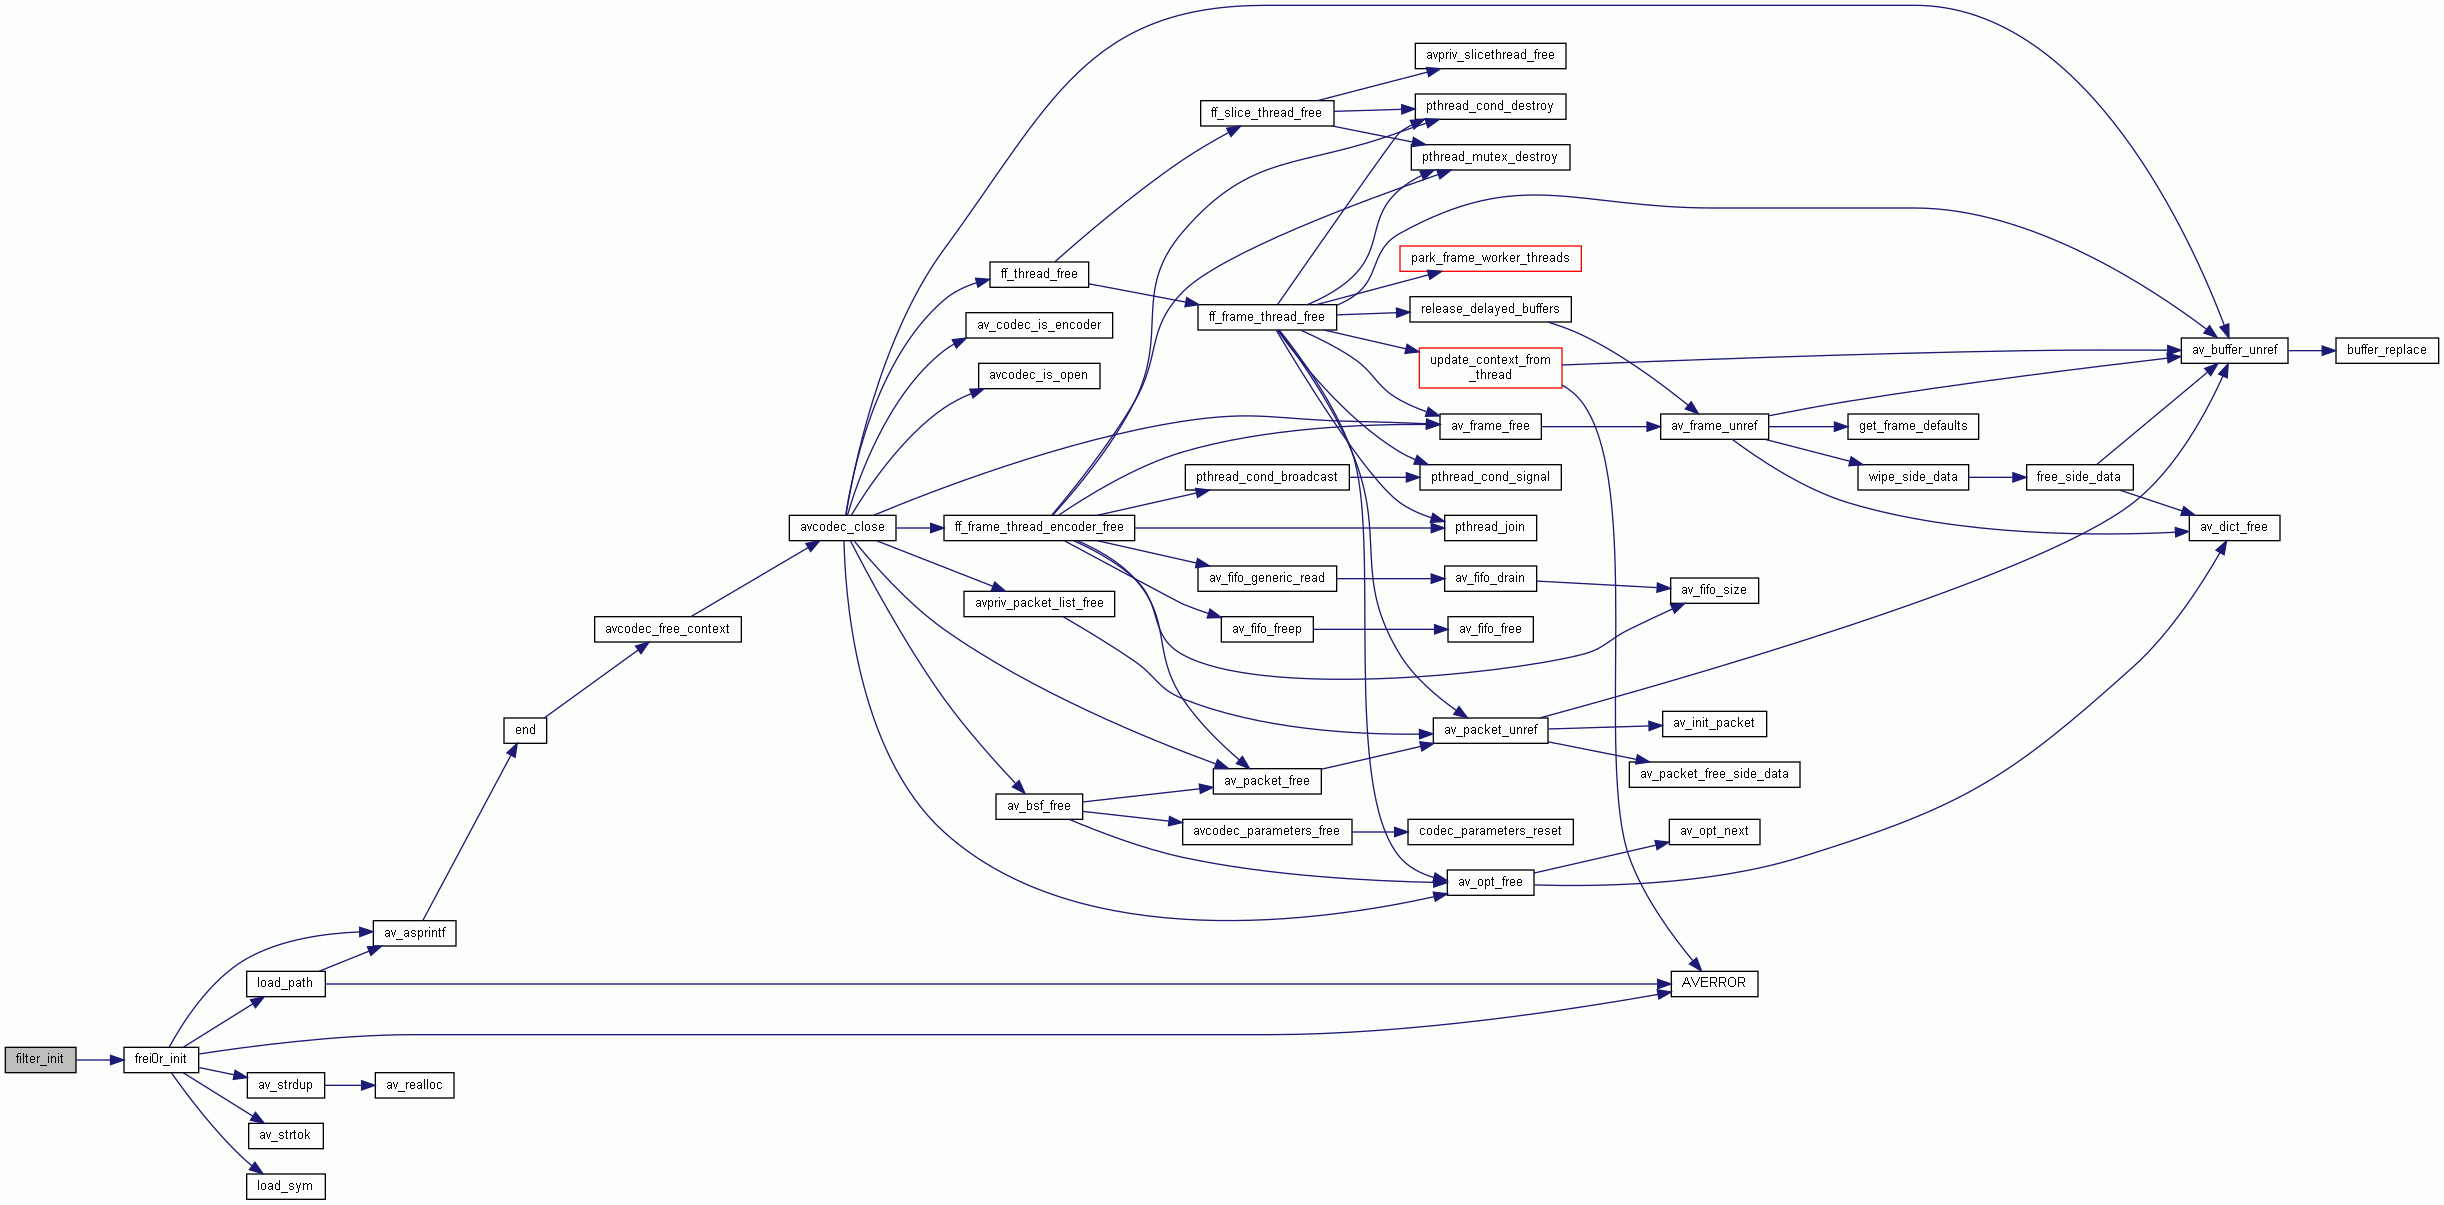 avpriv_slicethread_free
pthread_cond_destroy
ff_slice_thread_free
pthread_mutex_destroy
park_frame_worker_threads
ff_thread_free
release_delayed_buffers
ff_frame_thread_free
av_codec_is_encoder
update_context_from
_thread
av_buffer_unref
buffer_replace
avcodec_is_open
av_frame_free
av_frame_unref
get_frame_defaults
pthread_cond_broadcast
pthread_cond_signal
wipe_side_data
free_side_data
avcodec_close
ff_frame_thread_encoder_free
pthread_join
av_dict_free
av_fifo_generic_read
av_fifo_drain
av_fifo_size
avpriv_packet_list_free
avcodec_free_context
av_fifo_freep
av_fifo_free
end
av_packet_unref
av_init_packet
av_packet_free_side_data
av_packet_free
av_bsf_free
avcodec_parameters_free
codec_parameters_reset
av_opt_next
av_opt_free
av_asprintf
load_path
AVERROR
filter_init
frei0r_init
av_strdup
av_realloc
av_strtok
load_sym